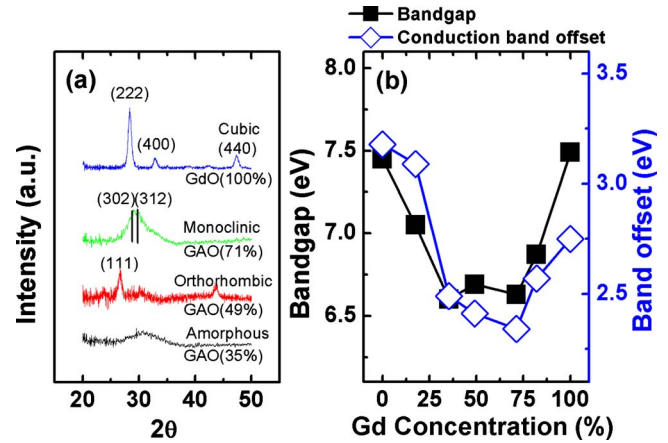 Bandgap
Conduction band offset
(a)
(222)
(400)
Cubic
(440)
GdO(100%)
(302)(312)
Monoclinic
GAO(71%)
(111)
Orthorhombic
GAO(49%)
Amorphous
GAO(35%)
20 30 40 50
2θ
Intensity (a.u.)
(b)
8.0
7.5
7.0
6.5
Bandgap (eV)
3.5
3.0
2.5
Band offset (eV)
0 25 50 75 100
Gd Concentration (%)